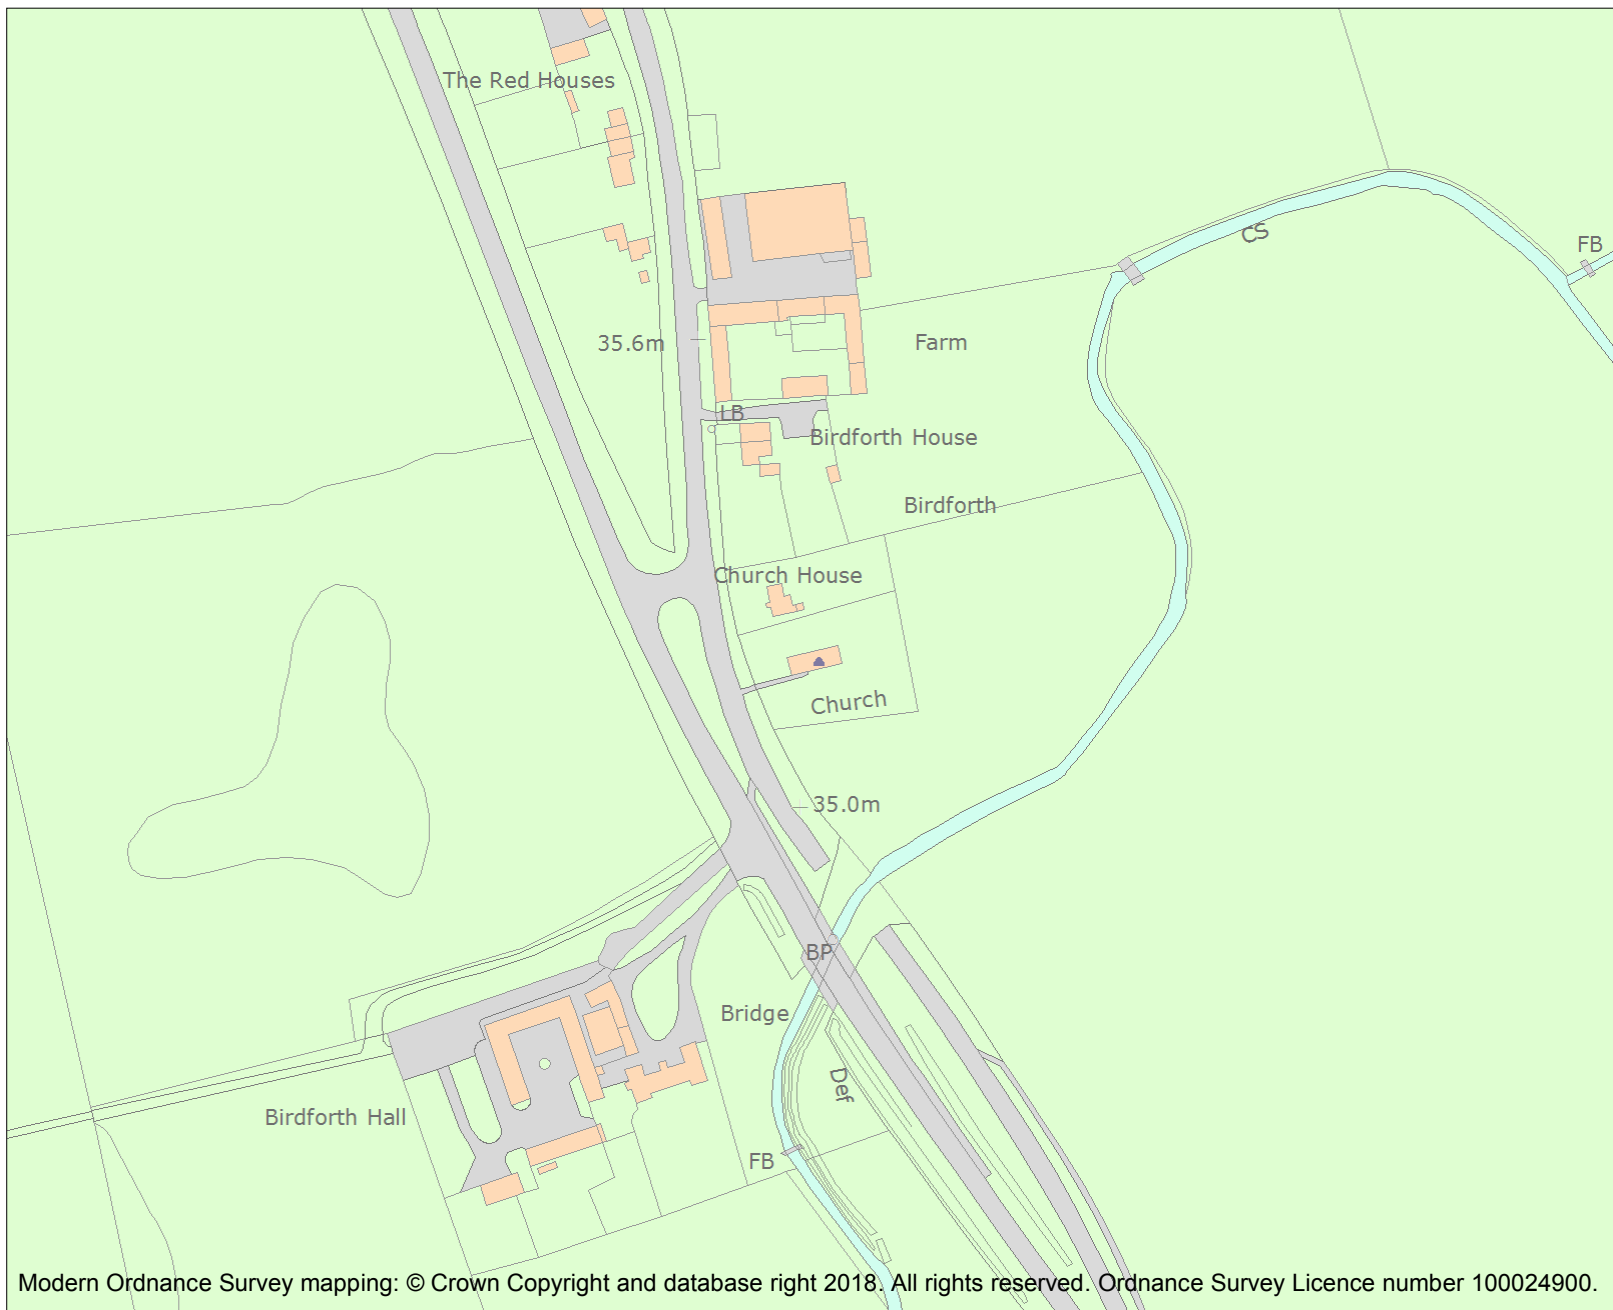 The Red Houses
CS
FB
35.6m
Farm
LB
Birdforth House
Birdforth
Church House
Church
35.0m
BP
Bridge
Def
Birdforth Hall
FB
Modern Ordnance Survey mapping: © Crown Copyright and database right 2018. All rights reserved. Ordnance Survey Licence number 100024900.